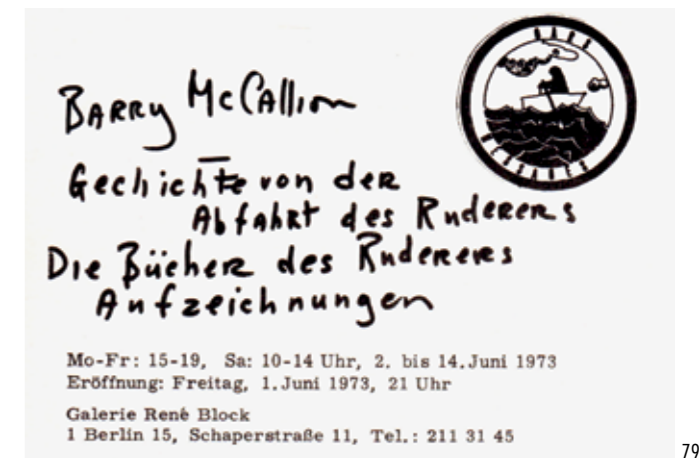 BARRY McCALLION
MESSAGES
Gechichte von der
Abfahrt des Ruderers
Die Bücher des Ruderers
Aufzeichnungen
Mo-Fr: 15-19, Sa: 10-14 Uhr, 2. bis 14. Juni 1973
Eröffnung: Freitag, 1. Juni 1973, 21 Uhr
Galerie René Block
1 Berlin 15, Schaperstraße 11, Tel.: 211 31 45
79